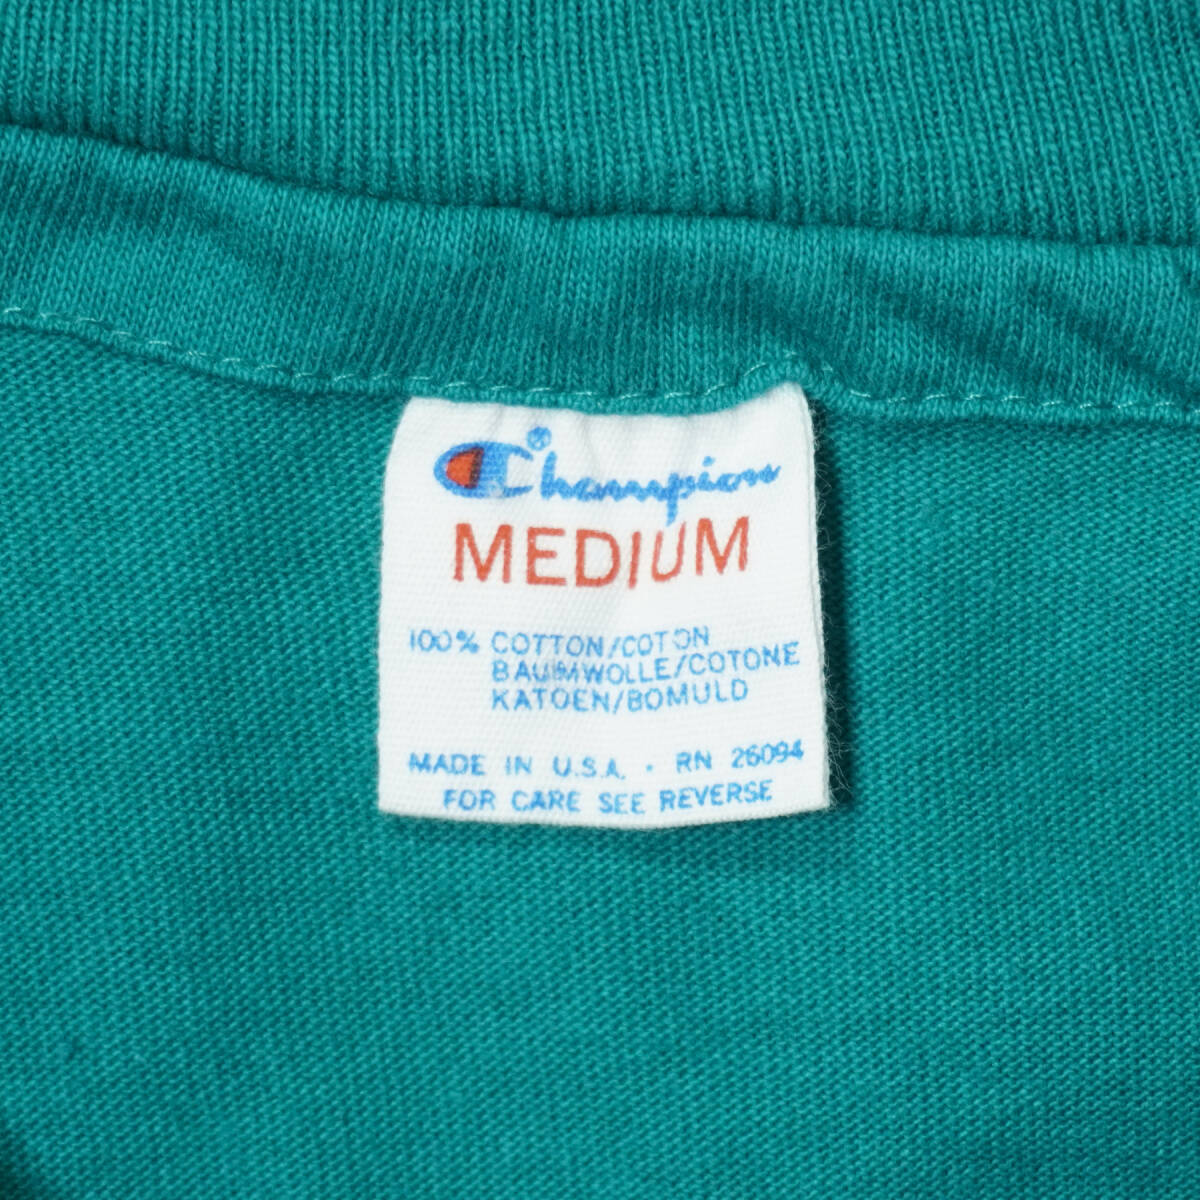 Champion®
MEDIUM
100% COTTON/COTON
BAUMWOLLE/COTONE
KATOEN/BOMULD
MADE IN U.S.A. · RN 26094
FOR CARE SEE REVERSE